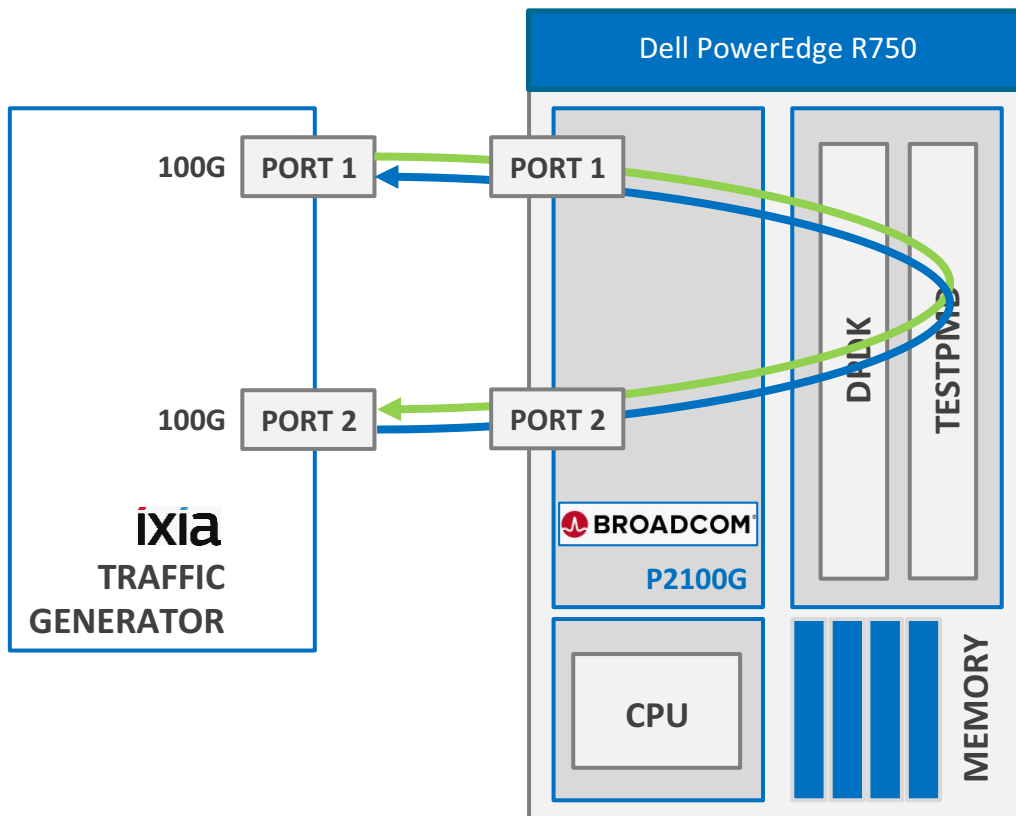 Dell PowerEdge R750
100G
PORT 1
PORT 1
100G
PORT 2
PORT 2
DPDK
TESTPMD
ixia
TRAFFIC
GENERATOR
BROADCOM®
P2100G
CPU
MEMORY